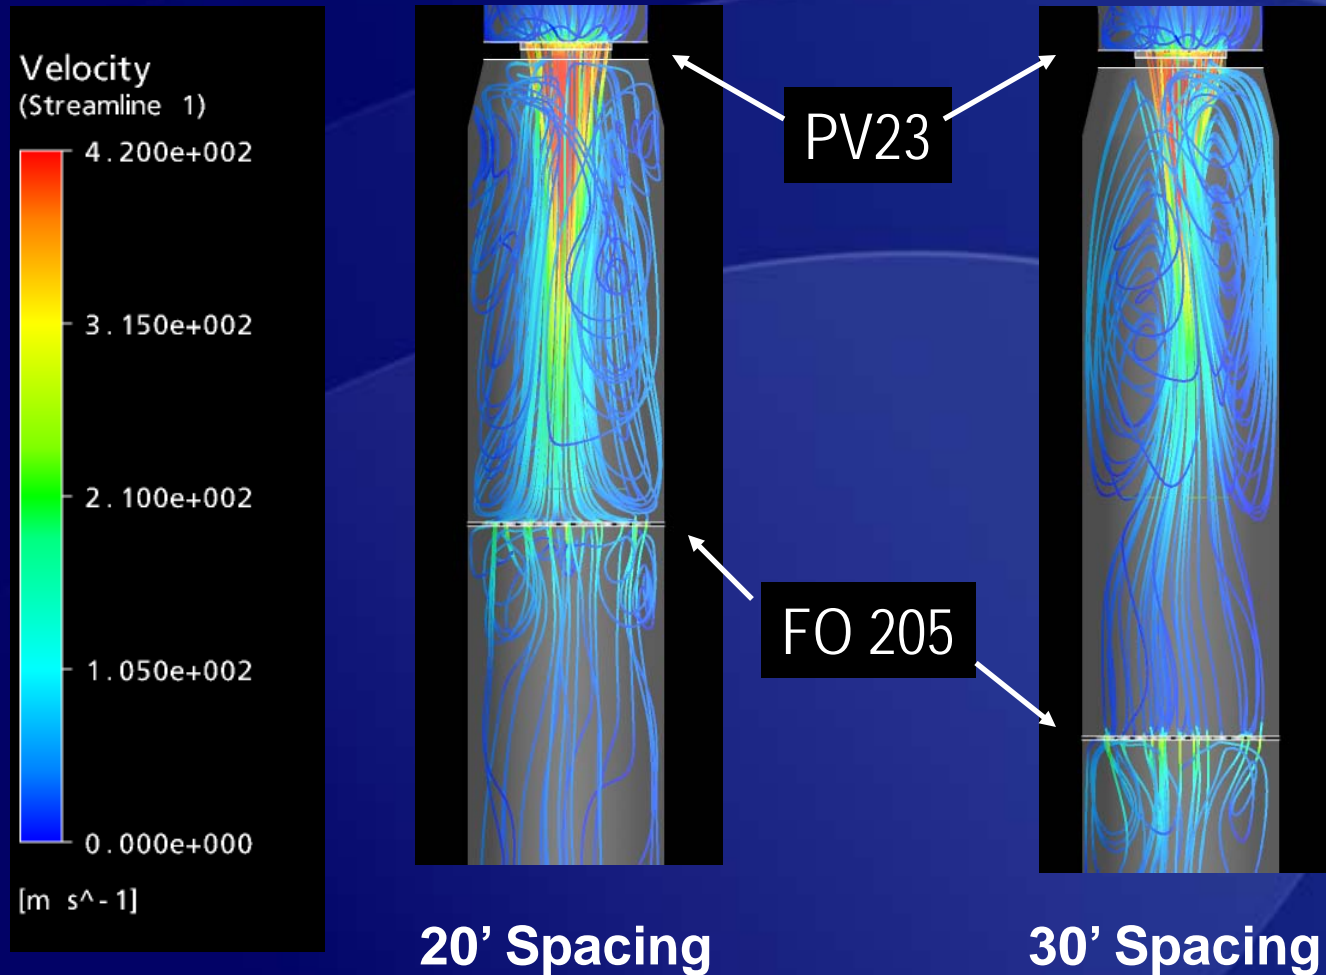 Velocity
(Streamline 1)
4.200e+002
3.150e+002
2.100e+002
1.050e+002
0.000e+000
[m s^-1]
PV23
FO 205
20’ Spacing
30’ Spacing